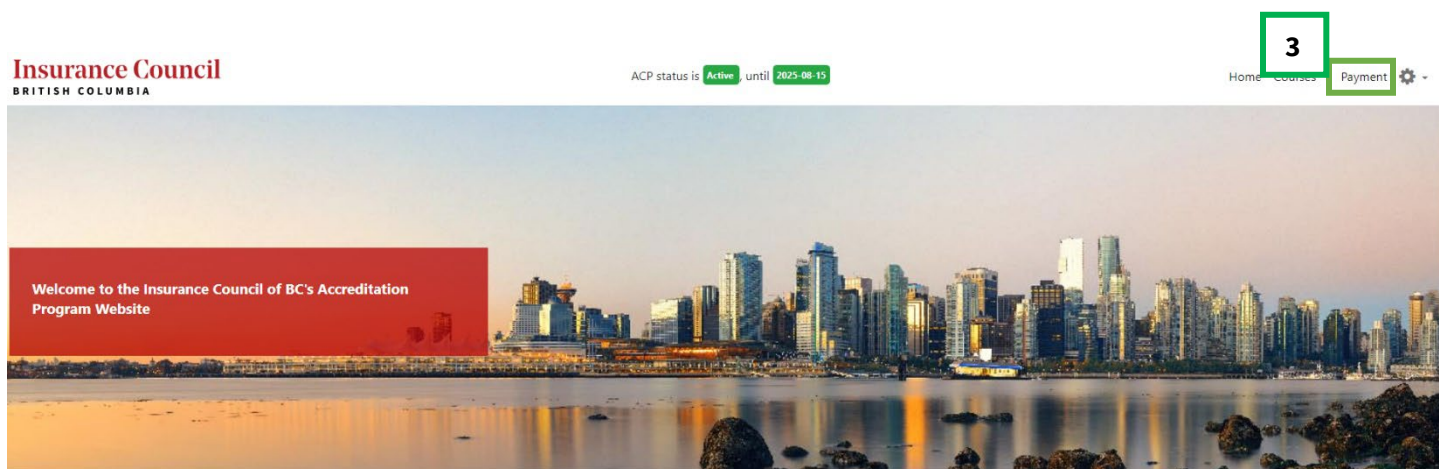 3
Insurance Council
BRITISH COLUMBIA
ACP status is Active, until 2025-08-15
Home Courses Payment
Welcome to the Insurance Council of BC's Accreditation
Program Website